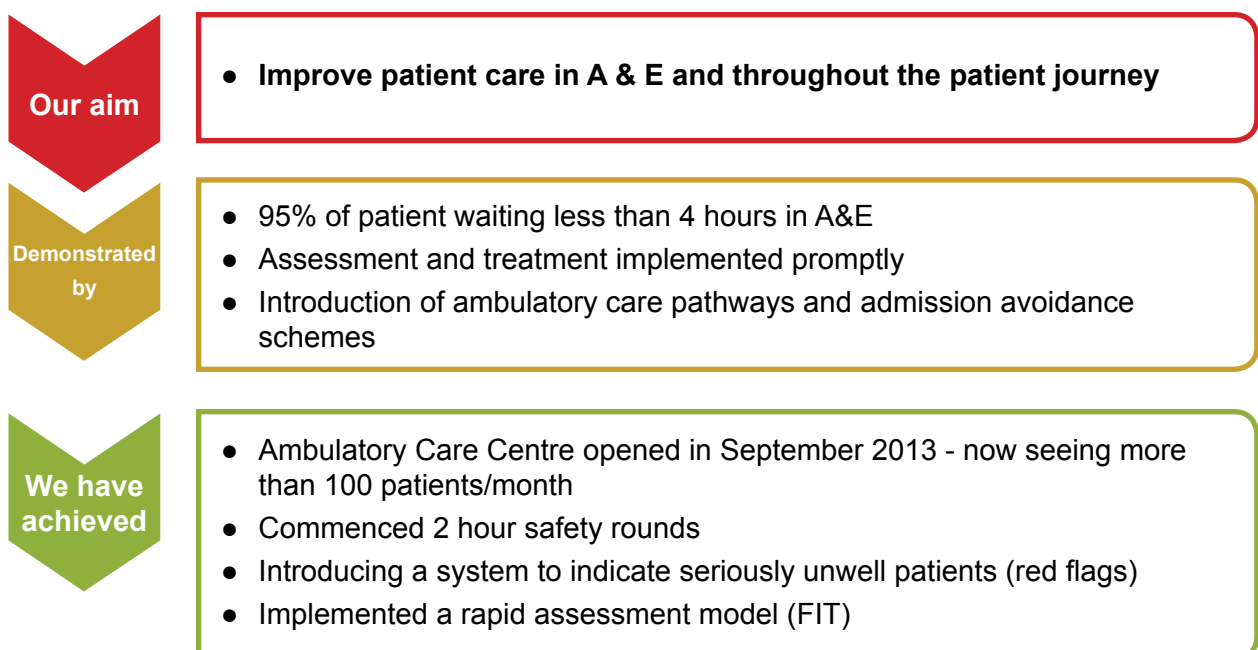 Our aim
● Improve patient care in A & E and throughout the patient journey
Demonstrated
by
● 95% of patient waiting less than 4 hours in A&E
● Assessment and treatment implemented promptly
● Introduction of ambulatory care pathways and admission avoidance
schemes
We have
achieved
● Ambulatory Care Centre opened in September 2013 - now seeing more
than 100 patients/month
● Commenced 2 hour safety rounds
● Introducing a system to indicate seriously unwell patients (red flags)
● Implemented a rapid assessment model (FIT)